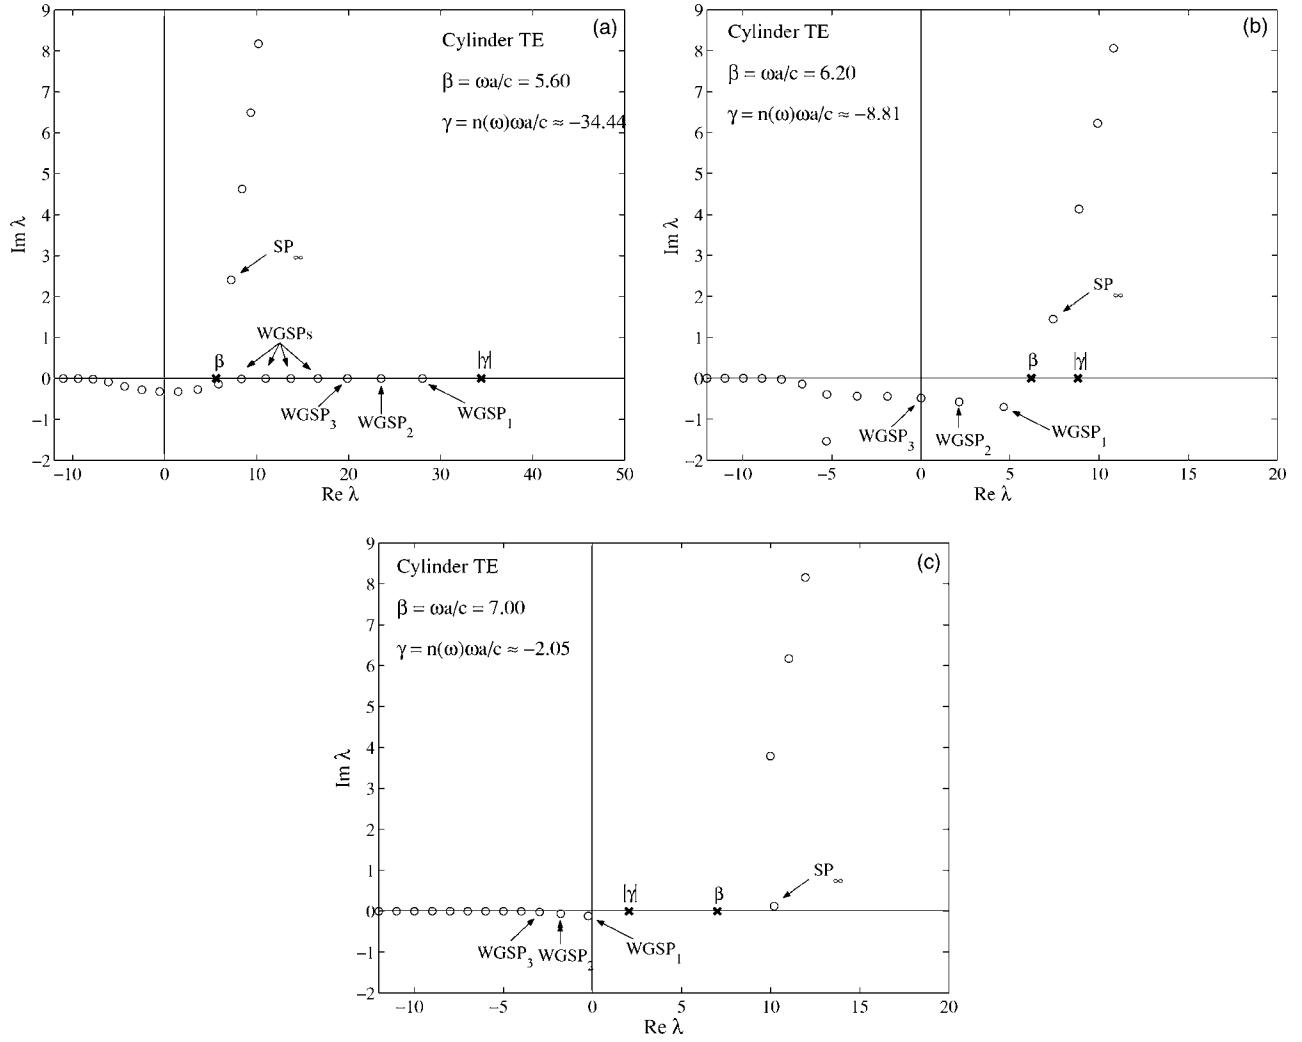 (a)
Cylinder TE
β = ωa/c = 5.60
γ = n(ω)ωa/c ≈ −34.44
9
8
7
6
5
4
3
2
1
0
−1
−2
Im λ
SP∞
WGSPs
β
|γ|
WGSP3
WGSP2
WGSP1
−10 0 10 20 30 40 50
Re λ
(b)
Cylinder TE
β = ωa/c = 6.20
γ = n(ω)ωa/c ≈ −8.81
9
8
7
6
5
4
3
2
1
0
−1
−2
Im λ
SP∞
β
|γ|
WGSP3
WGSP2
WGSP1
−10 −5 0 5 10 15 20
Re λ
(c)
Cylinder TE
β = ωa/c = 7.00
γ = n(ω)ωa/c ≈ −2.05
9
8
7
6
5
4
3
2
1
0
−1
−2
Im λ
SP∞
|γ|
β
WGSP3
WGSP2
WGSP1
−10 −5 0 5 10 15 20
Re λ